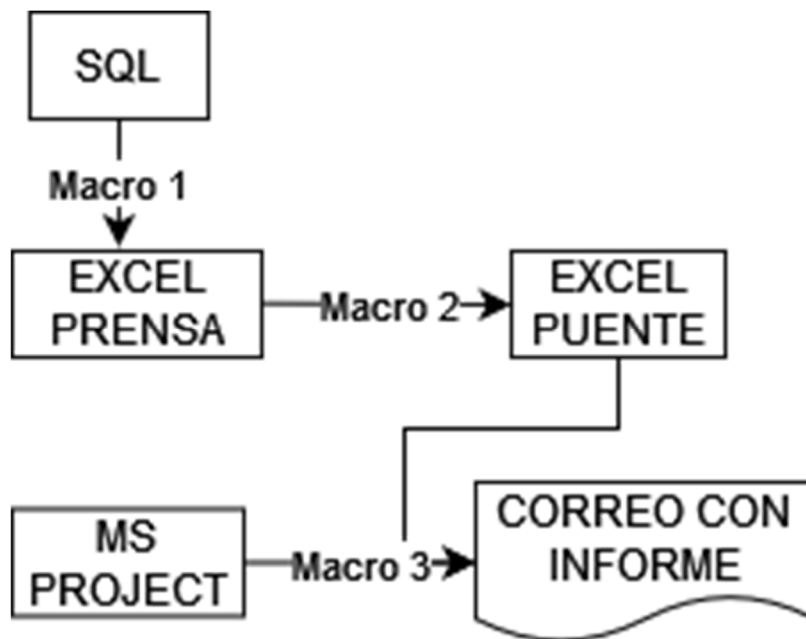 SQL
Macro 1
EXCEL
PRENSA
Macro 2
EXCEL
PUENTE
MS
PROJECT
Macro 3
CORREO CON
INFORME